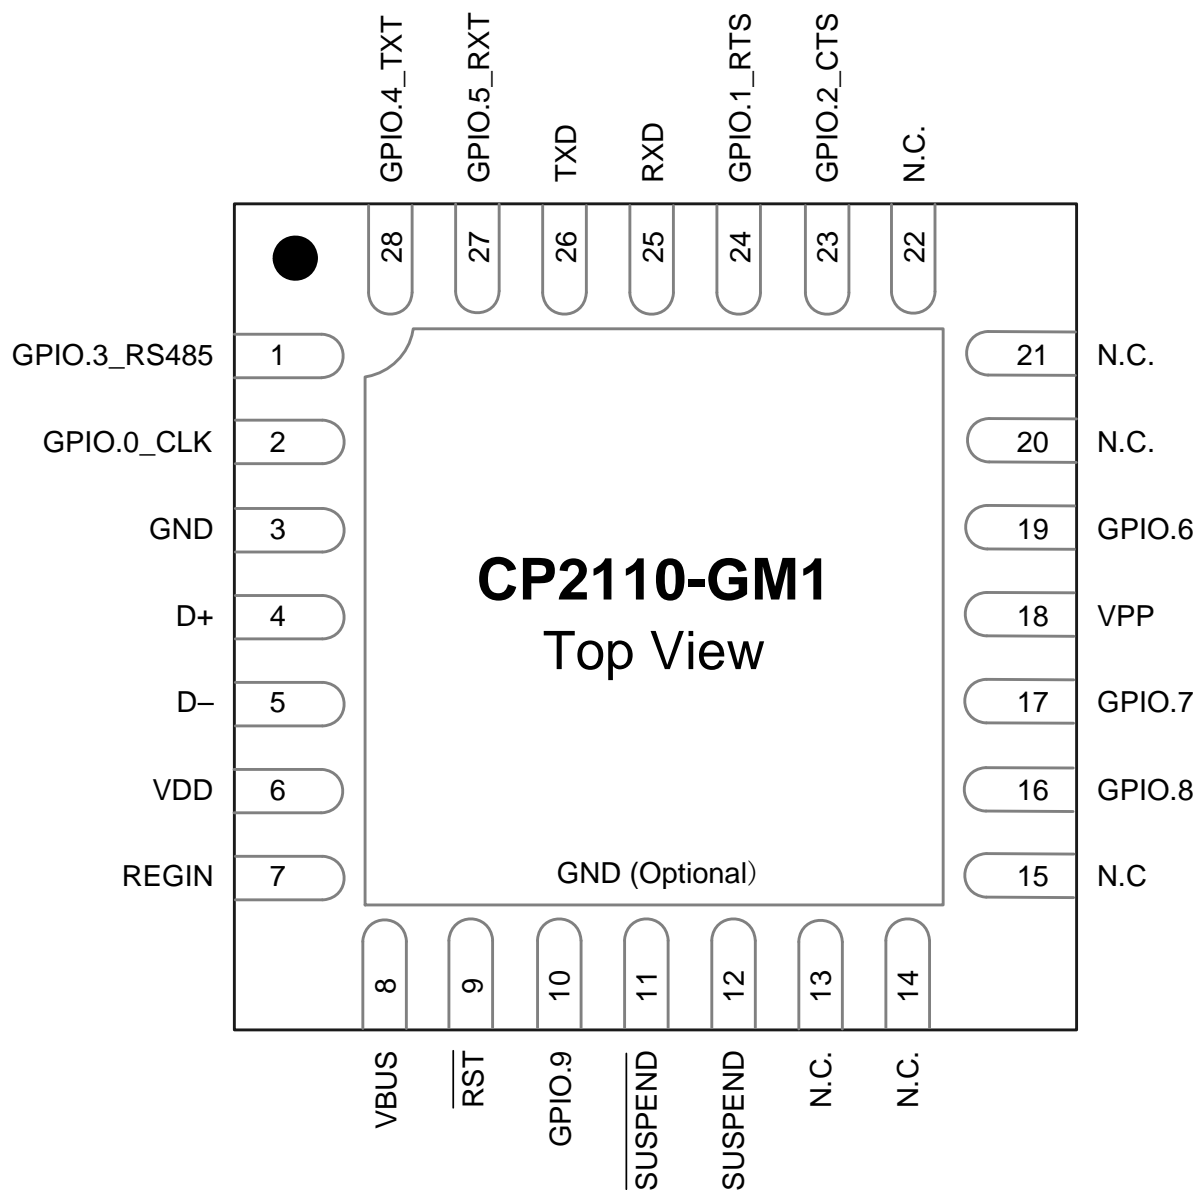 GPIO.4_TXT
GPIO.5_RXT
TXD
RXD
GPIO.1_RTS
GPIO.2_CTS
N.C.
28
27
26
25
24
23
22
GPIO.3_RS485 1
21 N.C.
GPIO.0_CLK 2
20 N.C.
GND 3
19 GPIO.6
D+ 4
18 VPP
D– 5
17 GPIO.7
VDD 6
16 GPIO.8
REGIN 7
15 N.C
CP2110-GM1
Top View
GND (Optional)
8
9
10
11
12
13
14
VBUS
RST
GPIO.9
SUSPEND
SUSPEND
N.C.
N.C.